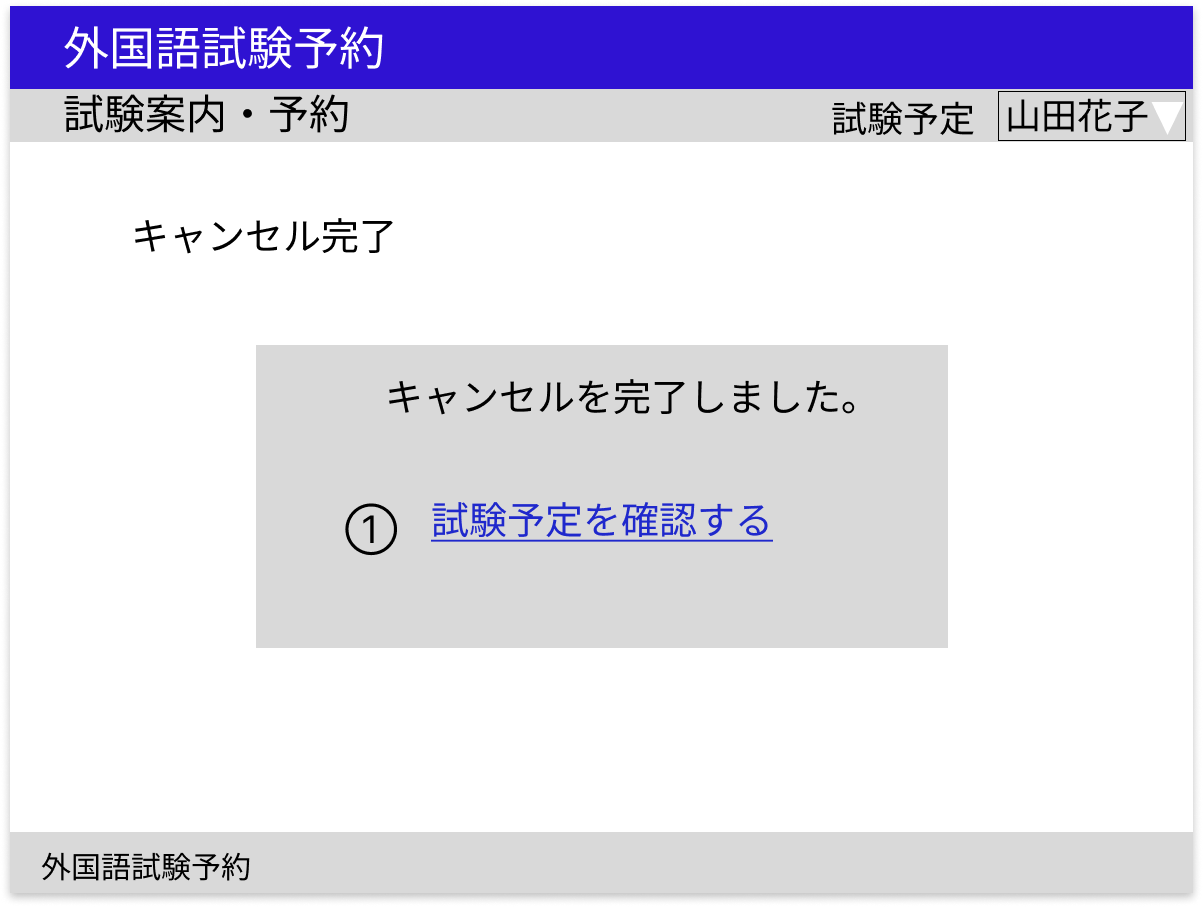 外国語試験予約
試験案内・予約
試験予定
山田花子▼
キャンセル完了
キャンセルを完了しました。
① 試験予定を確認する
外国語試験予約